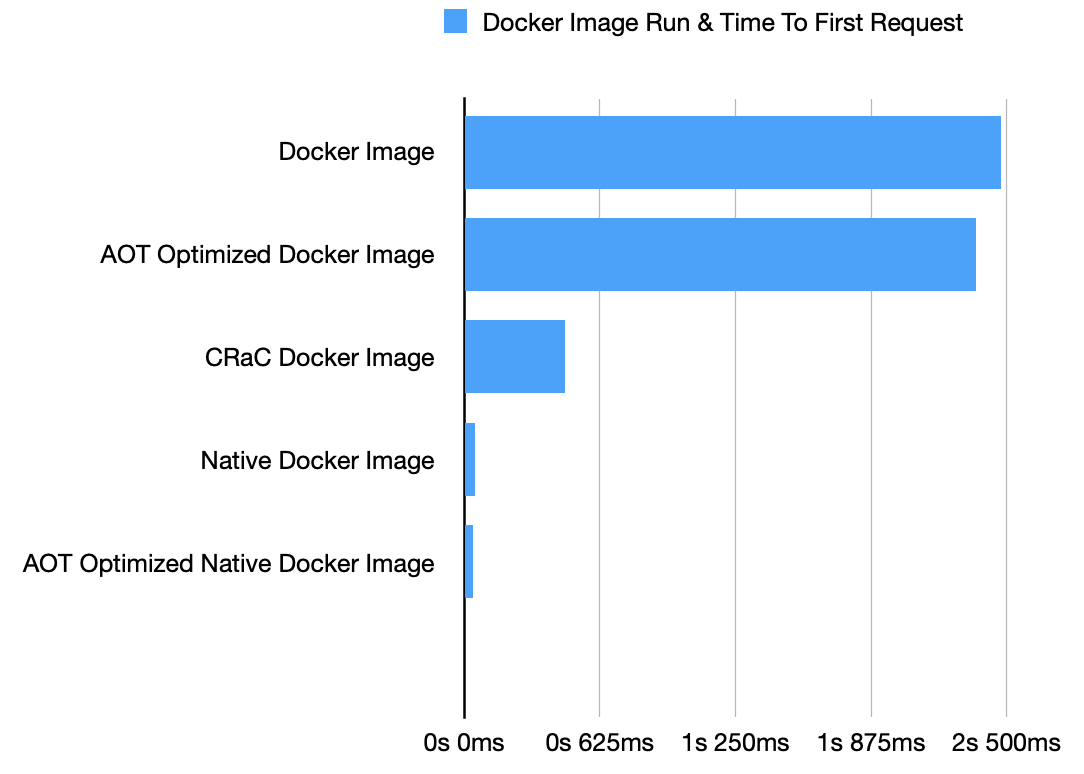 Docker Image Run & Time To First Request
Docker Image
AOT Optimized Docker Image
CRaC Docker Image
Native Docker Image
AOT Optimized Native Docker Image
0s 0ms 0s 625ms 1s 250ms 1s 875ms 2s 500ms